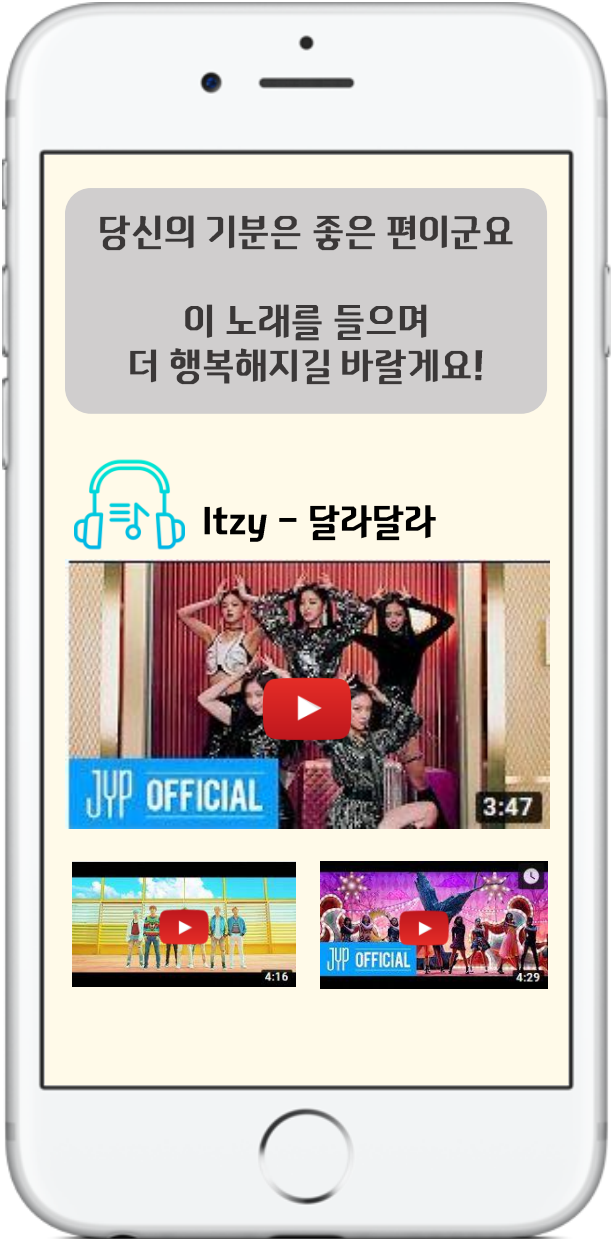 당신의 기분은 좋은 편이군요
이 노래를 들으며
더 행복해지길 바랄게요!
Itzy - 달라달라
JYP OFFICIAL
3:47
4:16
JYP OFFICIAL
4:29